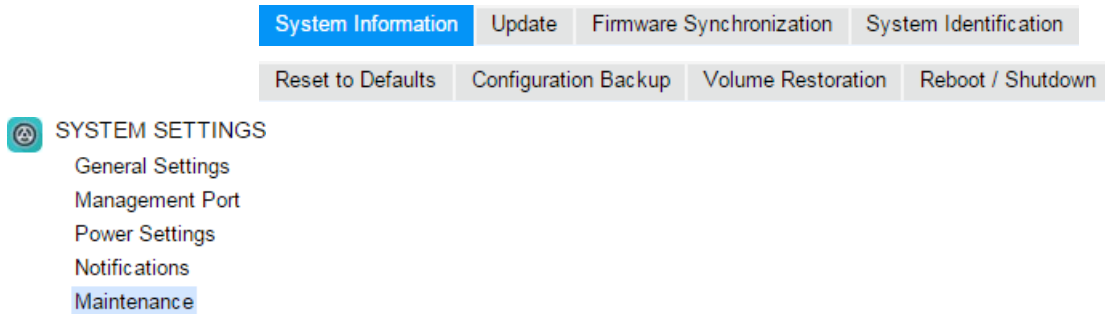 System Information Update Firmware Synchronization System Identification
Reset to Defaults Configuration Backup Volume Restoration Reboot / Shutdown
SYSTEM SETTINGS
General Settings
Management Port
Power Settings
Notifications
Maintenance